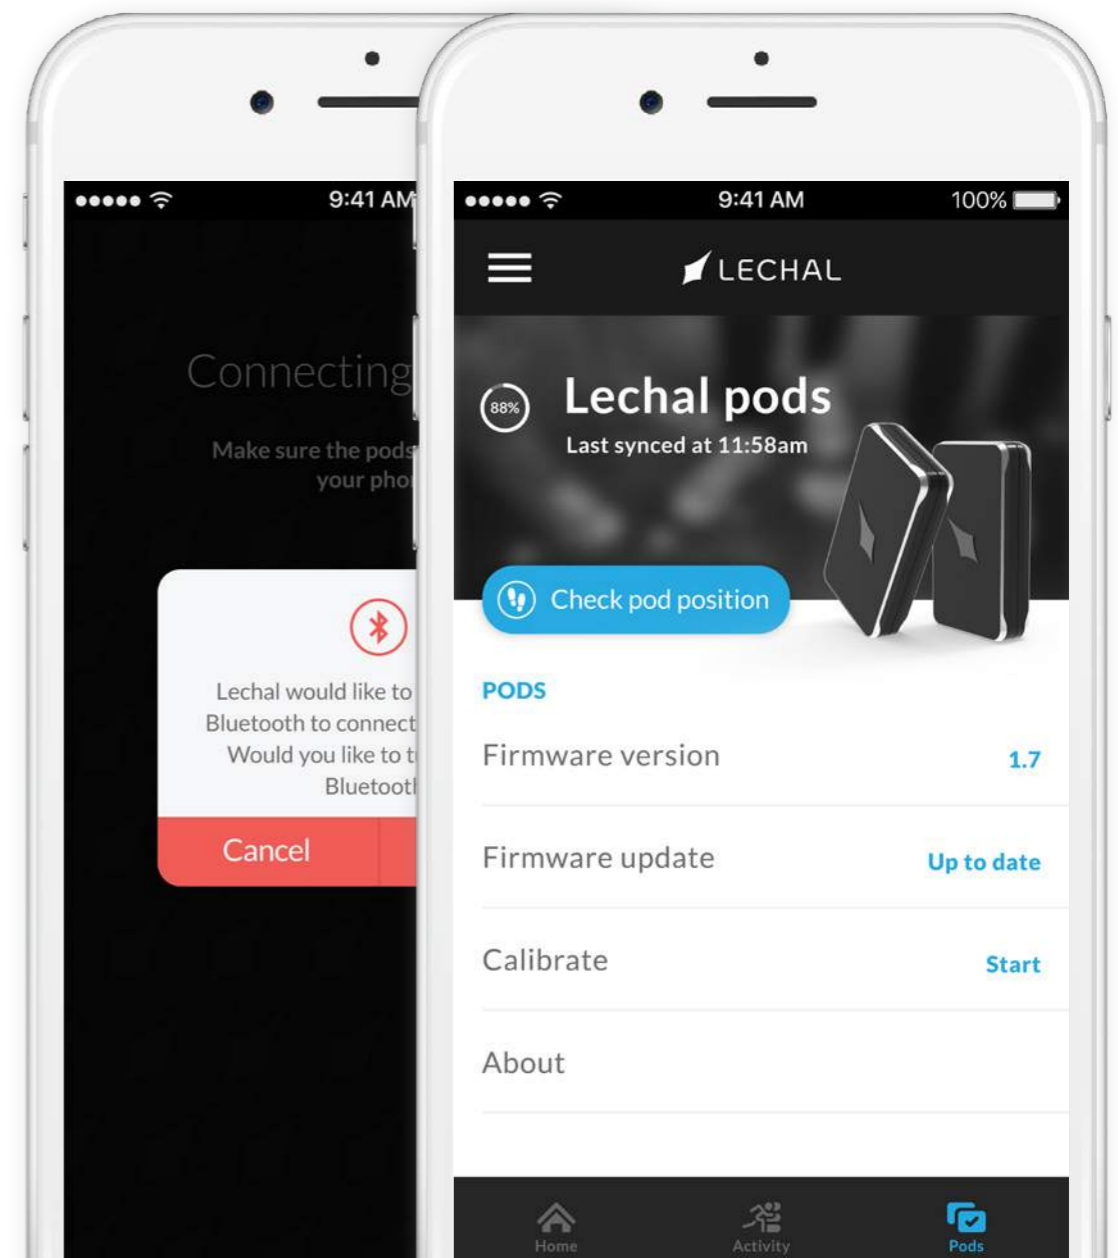 9:41 AM
Connecting
Make sure the pods
your
Lechal would like to
Bluetooth to connect
Would you like to
Cancel
9:41 AM
100%
LECHAL
88%
Lechal pods
Last synced at 11:58am
Check pod position
PODS
Firmware version
1.7
Firmware update
Up to date
Calibrate
Start
About
Home
Activity
Pods